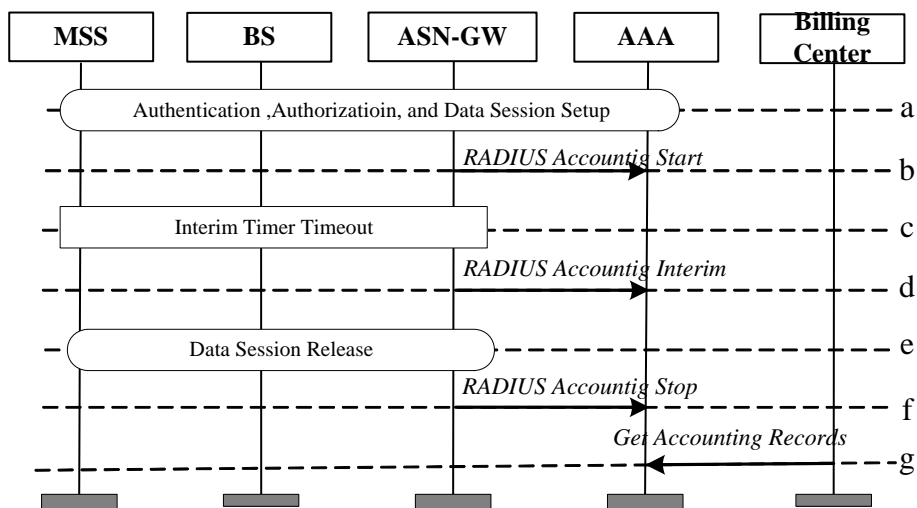 MSS
BS
ASN-GW
AAA
Billing
Center
Authentication ,Authorizatioin, and Data Session Setup
a
RADIUS Accountig Start
b
Interim Timer Timeout
c
RADIUS Accountig Interim
d
Data Session Release
e
RADIUS Accountig Stop
f
Get Accounting Records
g